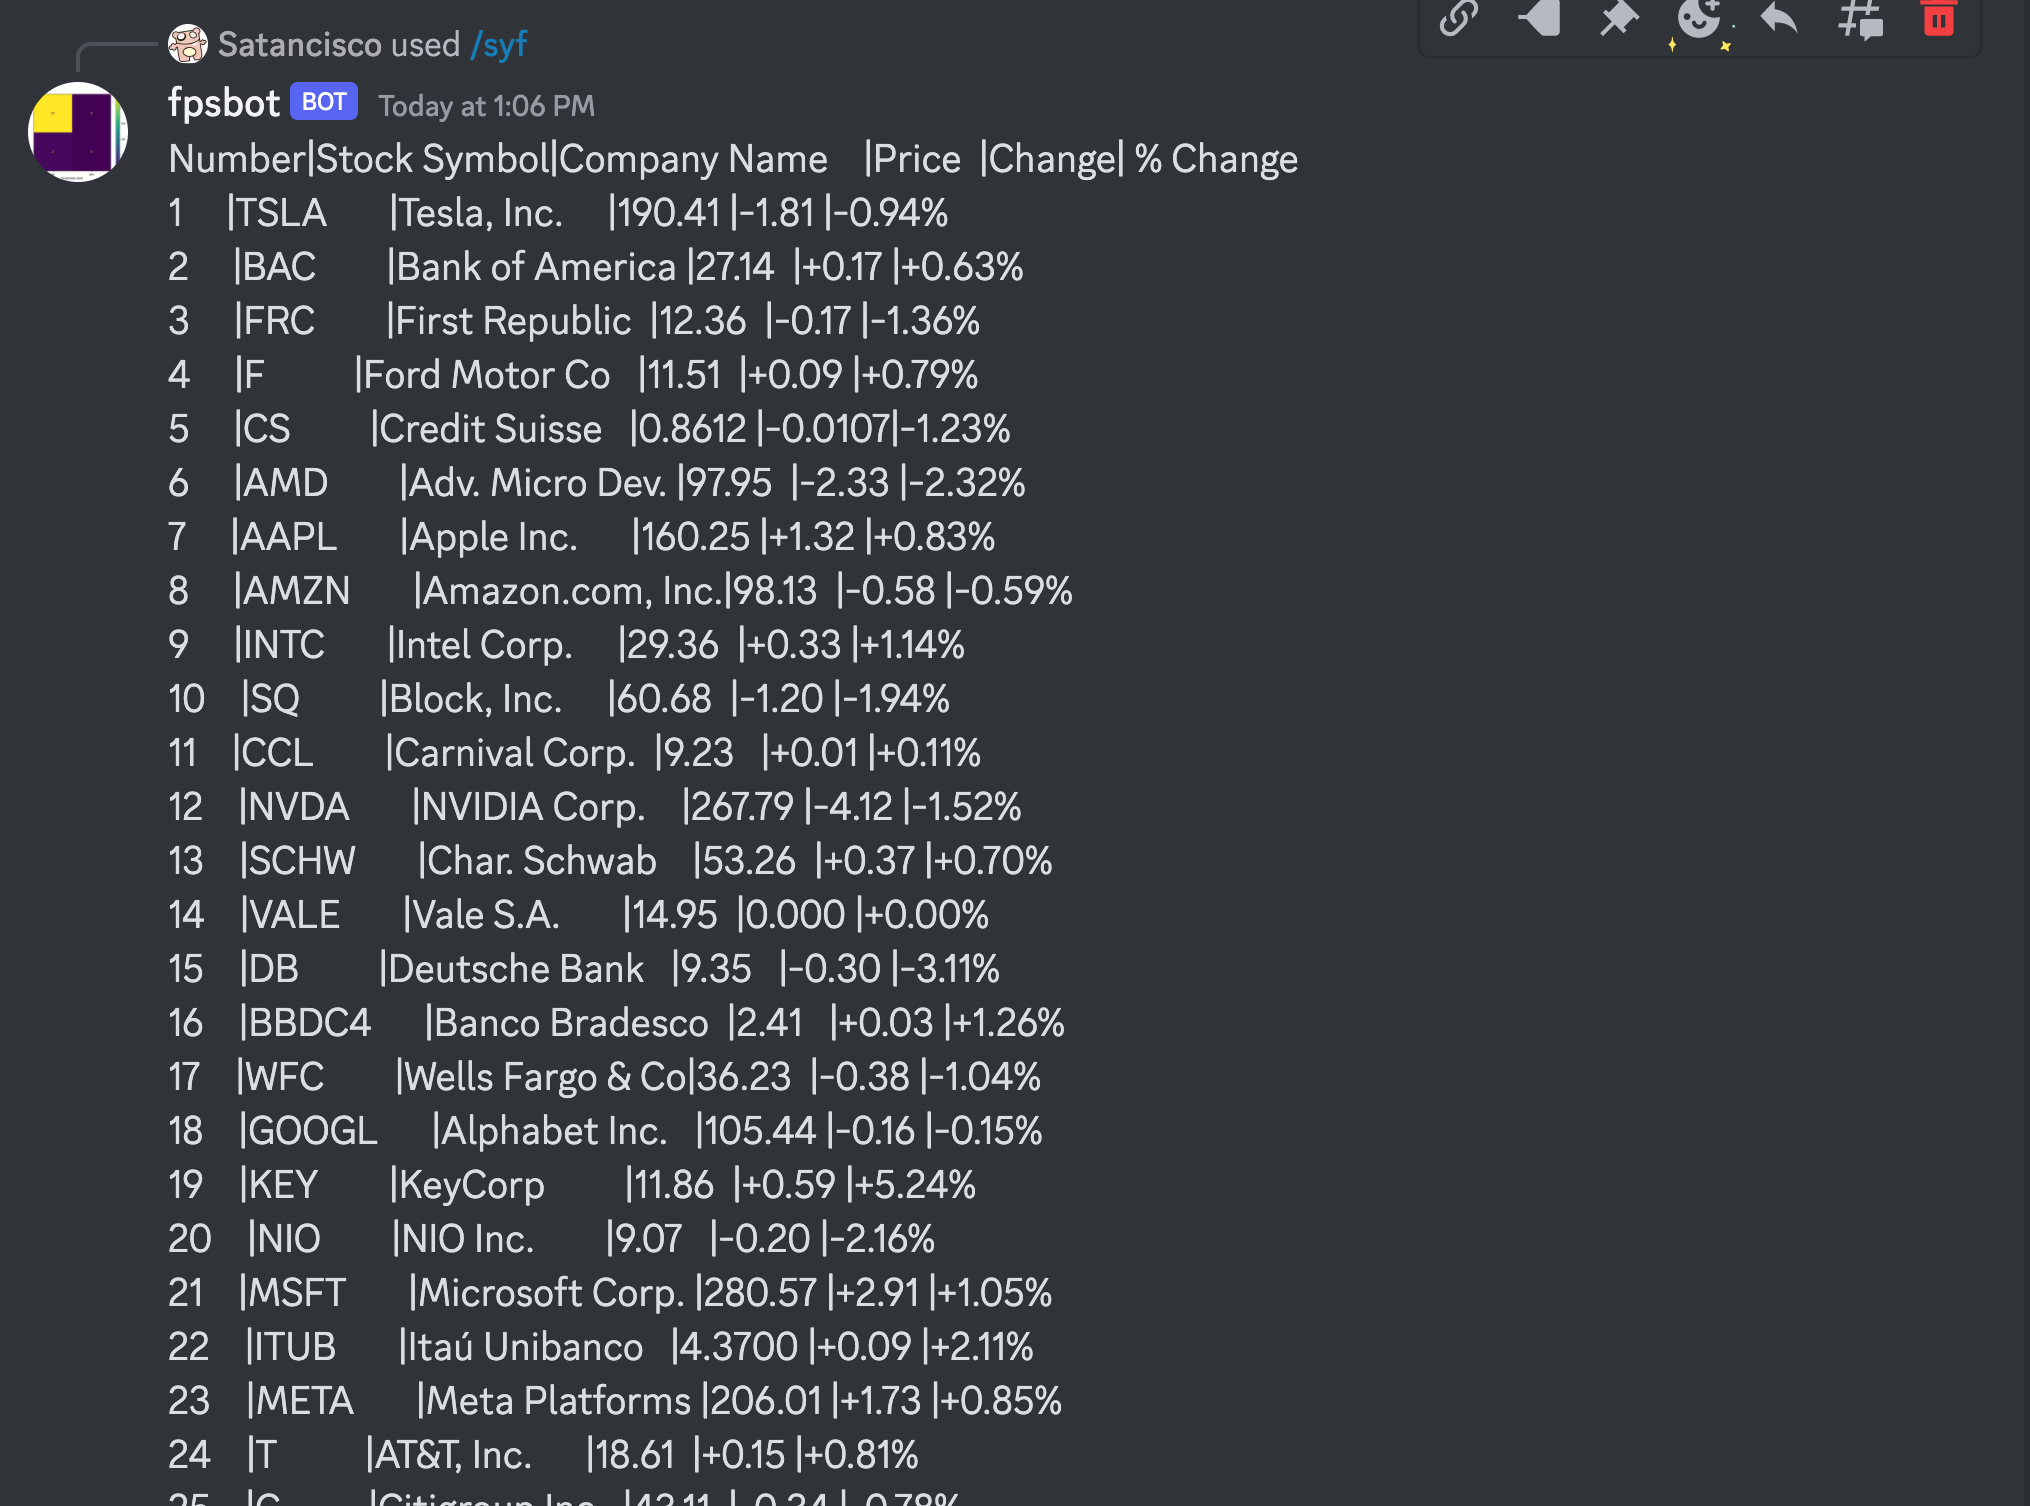 Satancisco used /syf
fpsbot BOT Today at 1:06 PM
Number|Stock Symbol|Company Name |Price |Change| % Change
1 |TSLA |Tesla, Inc. |190.41 |-1.81 |-0.94%
2 |BAC |Bank of America |27.14 |+0.17 |+0.63%
3 |FRC |First Republic |12.36 |-0.17 |-1.36%
4 |F |Ford Motor Co |11.51 |+0.09 |+0.79%
5 |CS |Credit Suisse |0.8612 |-0.0107|-1.23%
6 |AMD |Adv. Micro Dev. |97.95 |-2.33 |-2.32%
7 |AAPL |Apple Inc. |160.25 |+1.32 |+0.83%
8 |AMZN |Amazon.com, Inc.|98.13 |-0.58 |-0.59%
9 |INTC |Intel Corp. |29.36 |+0.33 |+1.14%
10 |SQ |Block, Inc. |60.68 |-1.20 |-1.94%
11 |CCL |Carnival Corp. |9.23 |+0.01 |+0.11%
12 |NVDA |NVIDIA Corp. |267.79 |-4.12 |-1.52%
13 |SCHW |Char. Schwab |53.26 |+0.37 |+0.70%
14 |VALE |Vale S.A. |14.95 |0.000 |+0.00%
15 |DB |Deutsche Bank |9.35 |-0.30 |-3.11%
16 |BBDC4 |Banco Bradesco |2.41 |+0.03 |+1.26%
17 |WFC |Wells Fargo & Co|36.23 |-0.38 |-1.04%
18 |GOOGL |Alphabet Inc. |105.44 |-0.16 |-0.15%
19 |KEY |KeyCorp |11.86 |+0.59 |+5.24%
20 |NIO |NIO Inc. |9.07 |-0.20 |-2.16%
21 |MSFT |Microsoft Corp. |280.57 |+2.91 |+1.05%
22 |ITUB |Itaú Unibanco |4.3700 |+0.09 |+2.11%
23 |META |Meta Platforms |206.01 |+1.73 |+0.85%
24 |T |AT&T, Inc. |18.61 |+0.15 |+0.81%
25 |C |Citigroup Inc. |43.11 |-0.34 |-0.78%